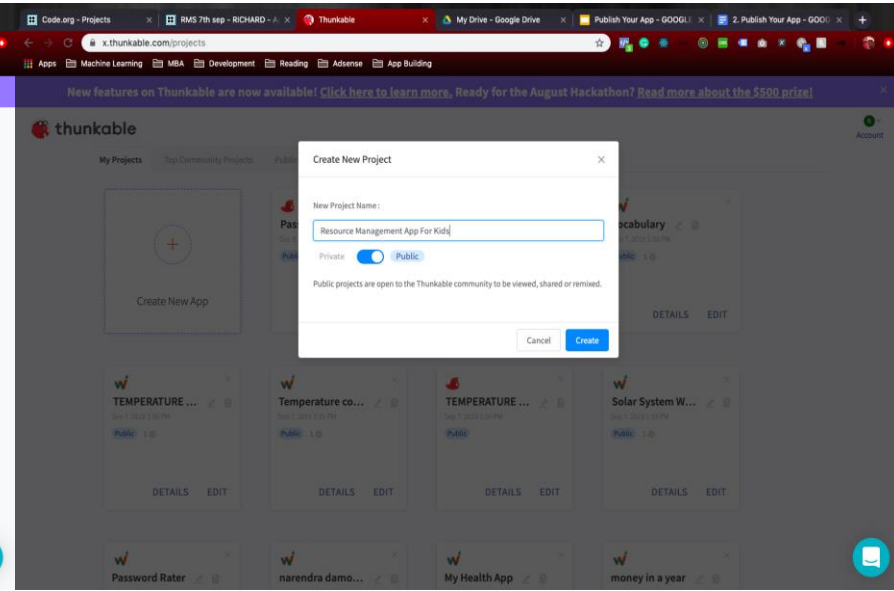 Code.org - Projects
RMS 7th sep - RICHARD - A
Thunkable
My Drive - Google Drive
Publish Your App - GOOGLE
2. Publish Your App - GOOG
x.thunkable.com/projects
Apps Machine Learning MBA Development Reading Adsense App Building
New features on Thunkable are now available! Click here to learn more. Ready for the August Hackathon? Read more about the $500 prize!
thunkable
Account
My Projects Top Community Projects Public
Create New Project
New Project Name:
Resource Management App For Kids
Private Public
Public projects are open to the Thunkable community to be viewed, shared or remixed.
Cancel Create
Create New App
Pas
Publ
ocabulary
DETAILS EDIT
TEMPERATURE ...
Public 1
DETAILS EDIT
Temperature co...
Public 1
DETAILS EDIT
TEMPERATURE ...
Public
DETAILS EDIT
Solar System W...
Public 1
DETAILS EDIT
Password Rater
narendra damo...
My Health App
money in a year